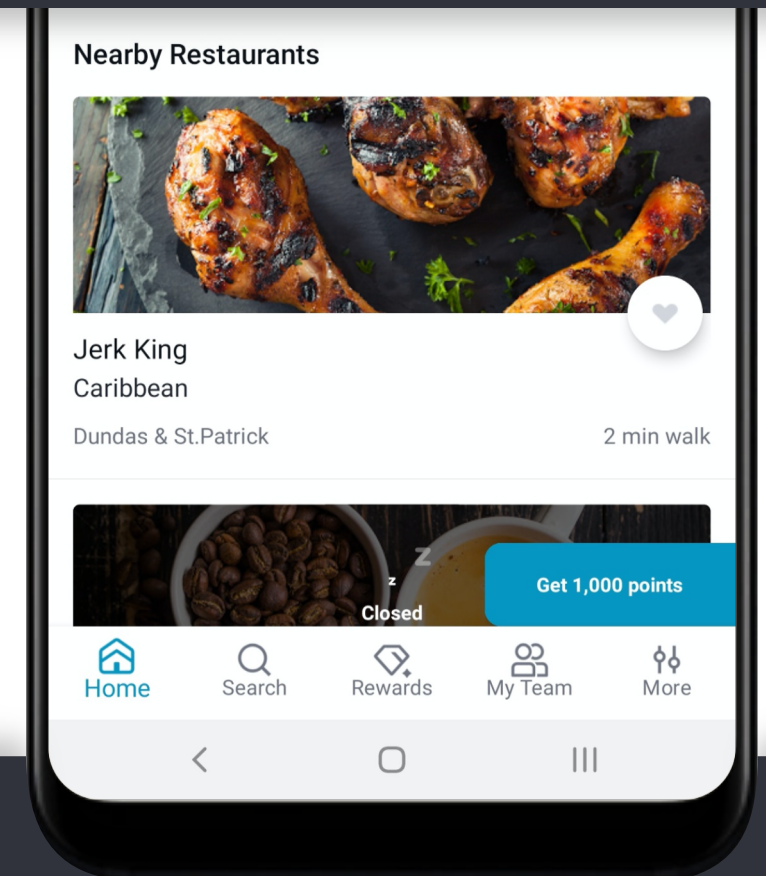 Nearby Restaurants
Jerk King
Caribbean
Dundas & St.Patrick 2 min walk
z
z
Closed
Get 1,000 points
Home Search Rewards My Team More